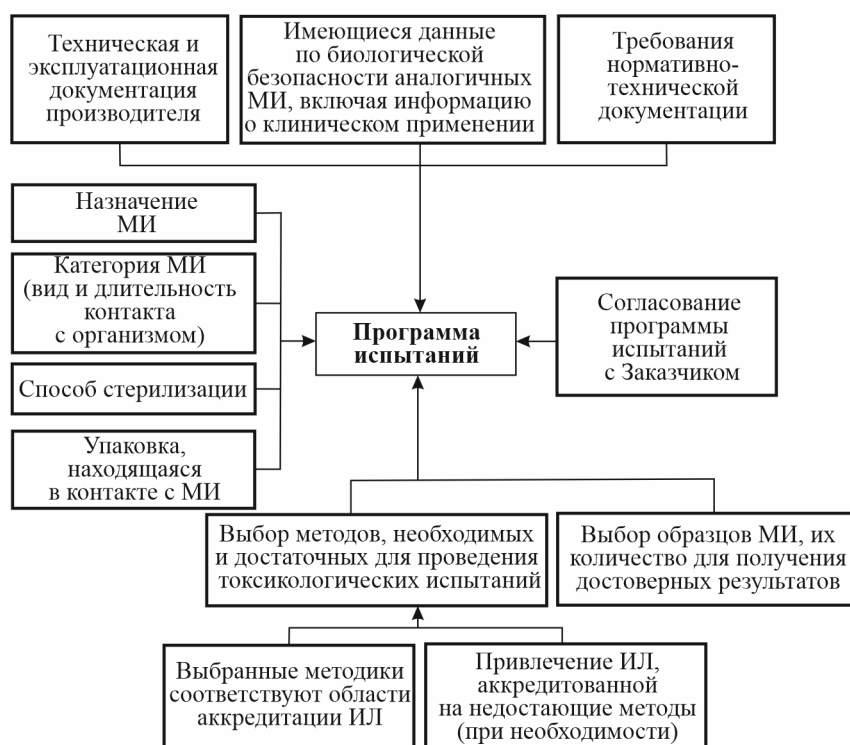 Техническая и
эксплуатационная
документация
производителя
Имеющиеся данные
по биологической
безопасности аналогичных
МИ, включая информацию
о клиническом применении
Требования
нормативно-
технической
документации
Назначение
МИ
Категория МИ
(вид и длительность
контакта
с организмом)
Способ стерилизации
Упаковка,
находящаяся
в контакте с МИ
Программа
испытаний
Согласование
программы
испытаний
с Заказчиком
Выбор методов, необходимых
и достаточных для проведения
токсикологических испытаний
Выбор образцов МИ, их
количество для получения
достоверных результатов
Выбранные методики
соответствуют области
аккредитации ИЛ
Привлечение ИЛ,
аккредитованной
на недостающие методы
(при необходимости)